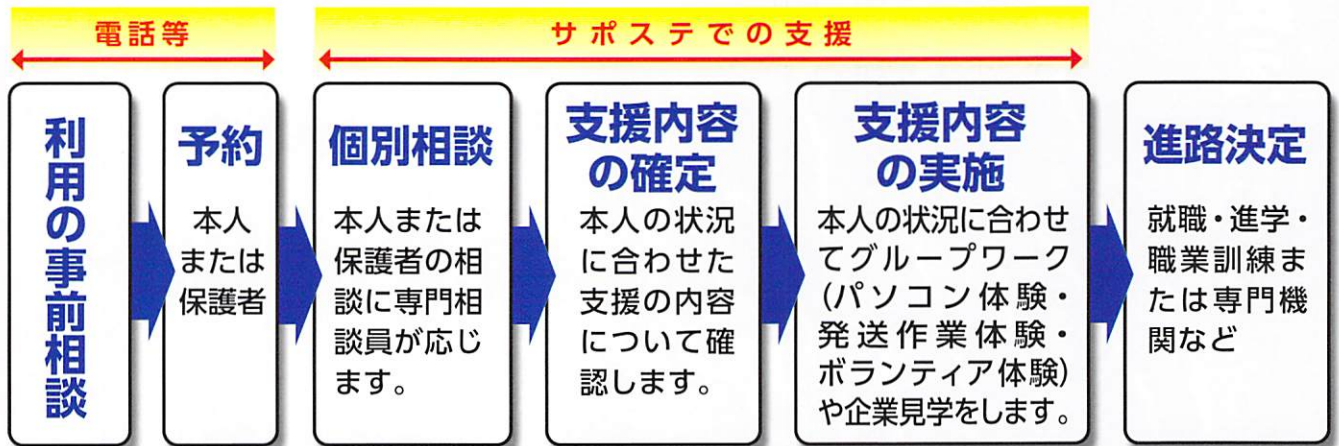 電話等
サポステでの支援
利用の事前相談
予約
本人
または
保護者
個別相談
本人または
保護者の相
談に専門相
談員が応じ
ます。
支援内容
の確定
本人の状況
に合わせた
支援の内容
について確
認します。
支援内容
の実施
本人の状況に合わせ
てグループワーク
(パソコン体験・
発送作業体験・
ボランティア体験)
や企業見学をします。
進路決定
就職・進学・
職業訓練ま
たは専門機
関など